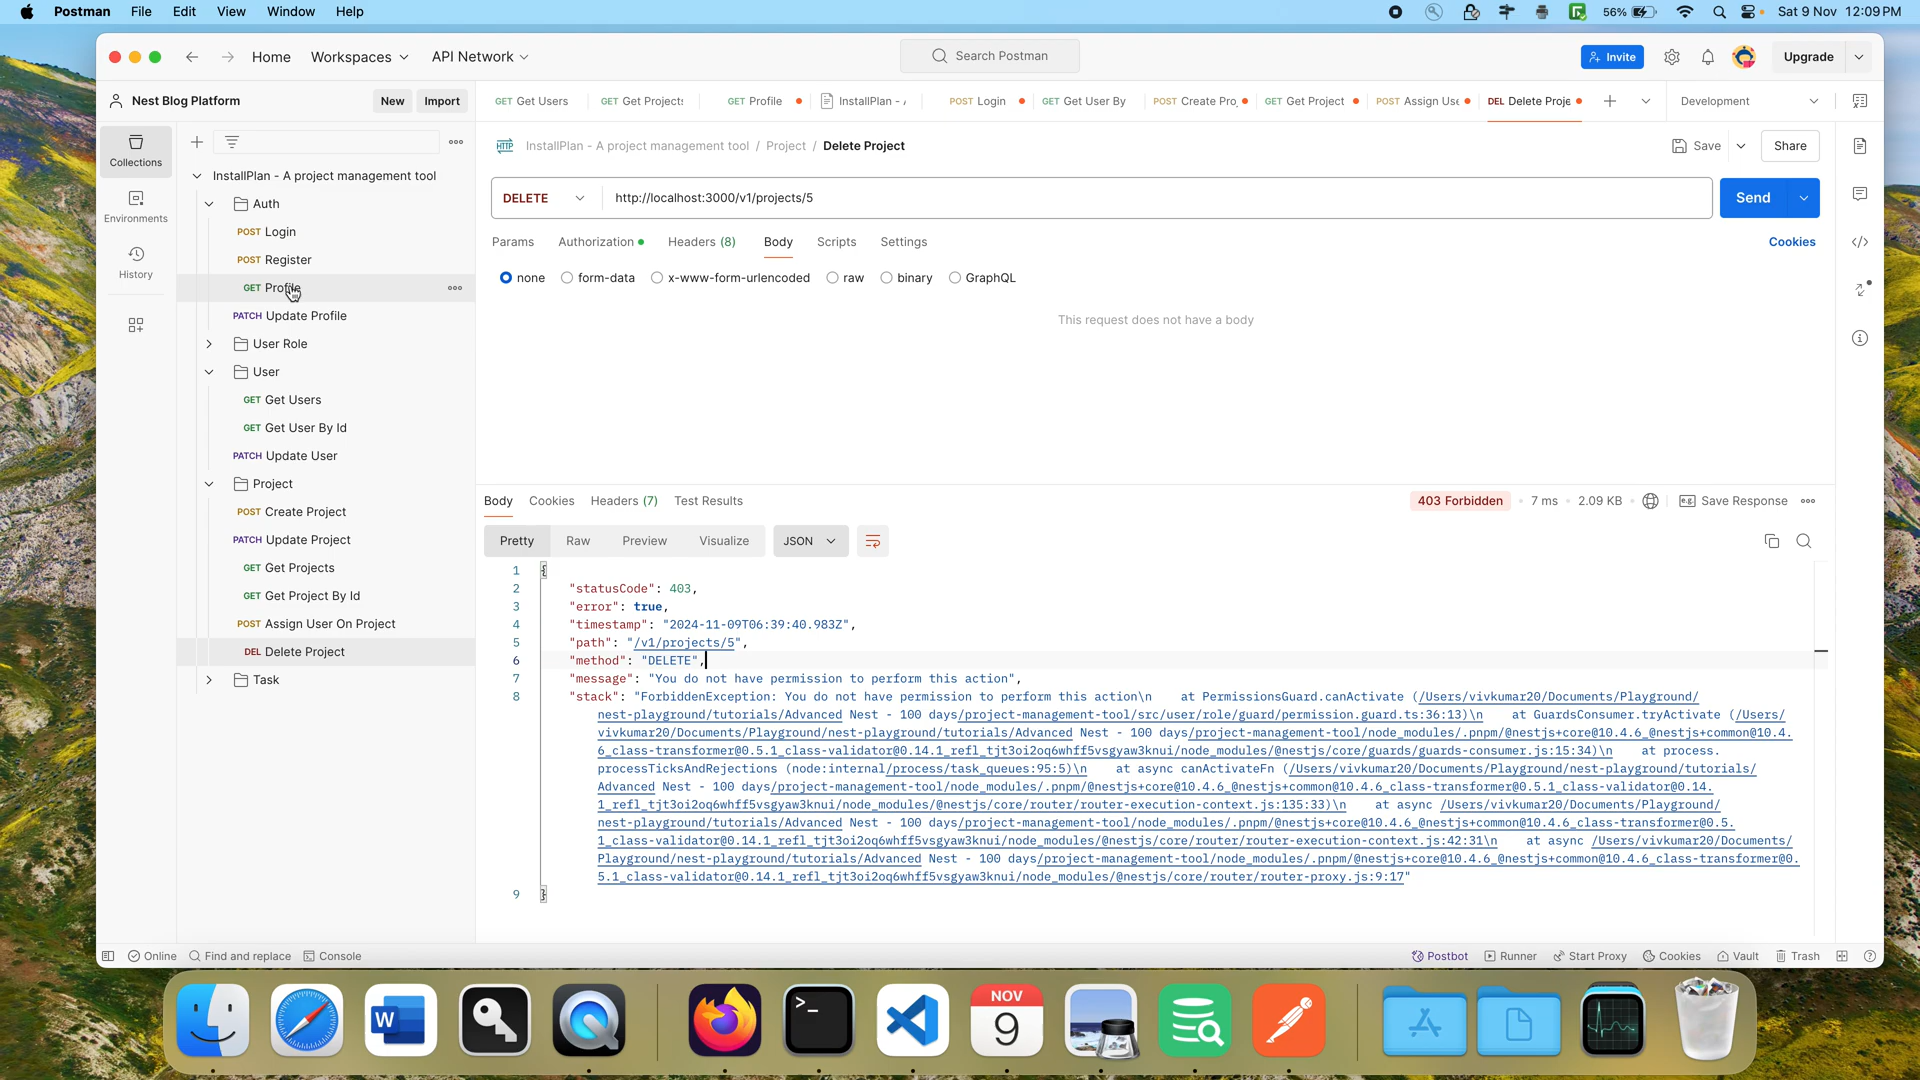 Postman File Edit View Window Help
56% Sat 9 Nov 12:09 PM
Home Workspaces API Network
Search Postman
Invite Upgrade
Nest Blog Platform New Import
GET Get Users GET Get Projects GET Profile InstallPlan - POST Login GET Get User By POST Create Pro GET Get Project POST Assign Use DEL Delete Proje Development
Collections
Environments
History
InstallPlan - A project management tool
Auth
POST Login
POST Register
GET Profile
PATCH Update Profile
User Role
User
GET Get Users
GET Get User By Id
PATCH Update User
Project
POST Create Project
PATCH Update Project
GET Get Projects
GET Get Project By Id
POST Assign User On Project
DEL Delete Project
Task
HTTP InstallPlan - A project management tool / Project / Delete Project
Save Share
DELETE http://localhost:3000/v1/projects/5 Send
Params Authorization Headers (8) Body Scripts Settings Cookies
none form-data x-www-form-urlencoded raw binary GraphQL
This request does not have a body
Body Cookies Headers (7) Test Results 403 Forbidden 7 ms 2.09 KB e.g. Save Response
Pretty Raw Preview Visualize JSON
1 {
2 "statusCode": 403,
3 "error": true,
4 "timestamp": "2024-11-09T06:39:40.983Z",
5 "path": "/v1/projects/5",
6 "method": "DELETE",
7 "message": "You do not have permission to perform this action",
8 "stack": "ForbiddenException: You do not have permission to perform this action\n    at PermissionsGuard.canActivate (/Users/vivkumar20/Documents/Playground/
nest-playground/tutorials/Advanced Nest - 100 days/project-management-tool/src/user/role/guard/permission.guard.ts:36:13)\n    at GuardsConsumer.tryActivate (/Users/
vivkumar20/Documents/Playground/nest-playground/tutorials/Advanced Nest - 100 days/project-management-tool/node_modules/.pnpm/@nestjs+core@10.4.6_@nestjs+common@10.4.
6_class-transformer@0.5.1_class-validator@0.14.1_refl_tjt3oi2oq6whff5vsgyaw3knui/node_modules/@nestjs/core/guards/guards-consumer.js:15:34)\n    at process.
processTicksAndRejections (node:internal/process/task_queues:95:5)\n    at async canActivateFn (/Users/vivkumar20/Documents/Playground/nest-playground/tutorials/
Advanced Nest - 100 days/project-management-tool/node_modules/.pnpm/@nestjs+core@10.4.6_@nestjs+common@10.4.6_class-transformer@0.5.1_class-validator@0.14.
1_refl_tjt3oi2oq6whff5vsgyaw3knui/node_modules/@nestjs/core/router/router-execution-context.js:135:33)\n    at async /Users/vivkumar20/Documents/Playground/
nest-playground/tutorials/Advanced Nest - 100 days/project-management-tool/node_modules/.pnpm/@nestjs+core@10.4.6_@nestjs+common@10.4.6_class-transformer@0.5.
1_class-validator@0.14.1_refl_tjt3oi2oq6whff5vsgyaw3knui/node_modules/@nestjs/core/router/router-execution-context.js:42:31\n    at async /Users/vivkumar20/Documents/
Playground/nest-playground/tutorials/Advanced Nest - 100 days/project-management-tool/node_modules/.pnpm/@nestjs+core@10.4.6_@nestjs+common@10.4.6_class-transformer@0.
5.1_class-validator@0.14.1_refl_tjt3oi2oq6whff5vsgyaw3knui/node_modules/@nestjs/core/router/router-proxy.js:9:17"
9 }
Online Find and replace Console Postbot Runner Start Proxy Cookies Vault Trash
W
NOV
9